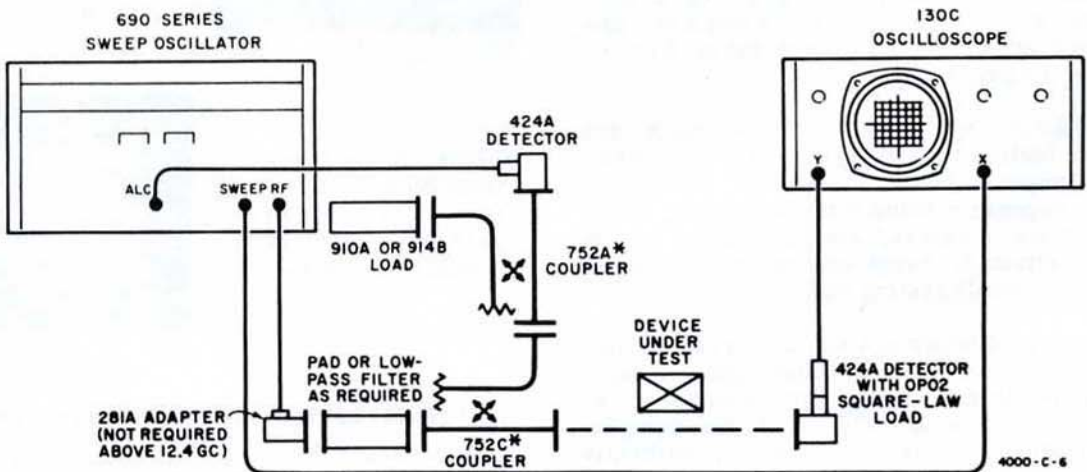 690 SERIES
SWEEP OSCILLATOR
130C
OSCILLOSCOPE
424A
DETECTOR
ALC
SWEEP RF
Y
X
910A OR 914B
LOAD
752A*
COUPLER
DEVICE
UNDER
TEST
PAD OR LOW-
PASS FILTER
AS REQUIRED
424A DETECTOR
WITH OP02
SQUARE-LAW
LOAD
281A ADAPTER
(NOT REQUIRED
ABOVE 12.4 GC)
752C*
COUPLER
4000-C-6